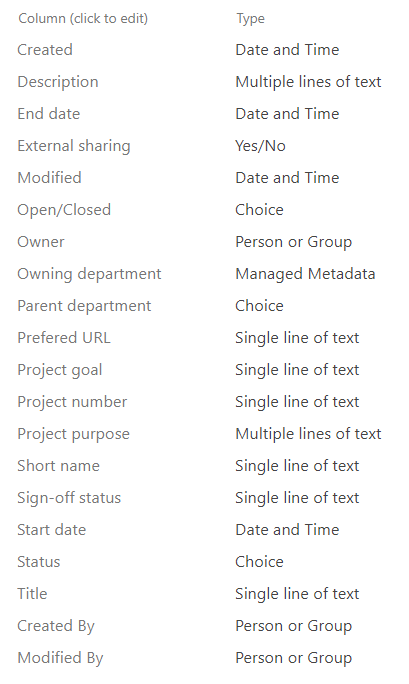 Column (click to edit) Type
Created Date and Time
Description Multiple lines of text
End date Date and Time
External sharing Yes/No
Modified Date and Time
Open/Closed Choice
Owner Person or Group
Owning department Managed Metadata
Parent department Choice
Prefered URL Single line of text
Project goal Single line of text
Project number Single line of text
Project purpose Multiple lines of text
Short name Single line of text
Sign-off status Single line of text
Start date Date and Time
Status Choice
Title Single line of text
Created By Person or Group
Modified By Person or Group